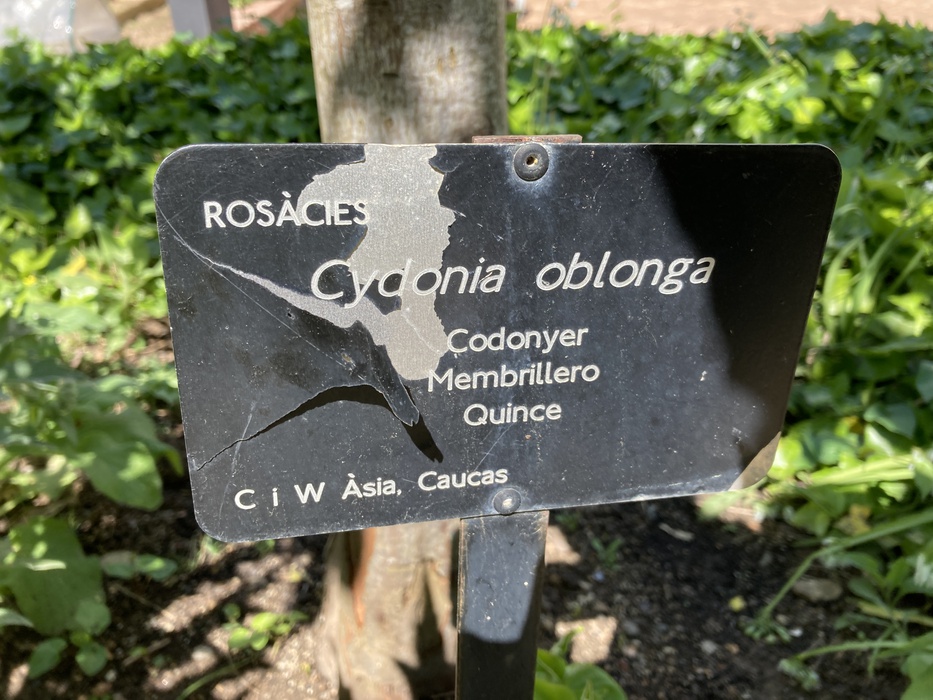 ROSÀCIES
Cydonia oblonga
Codonyer
Membrillero
Quince
C i W Àsia, Caucas